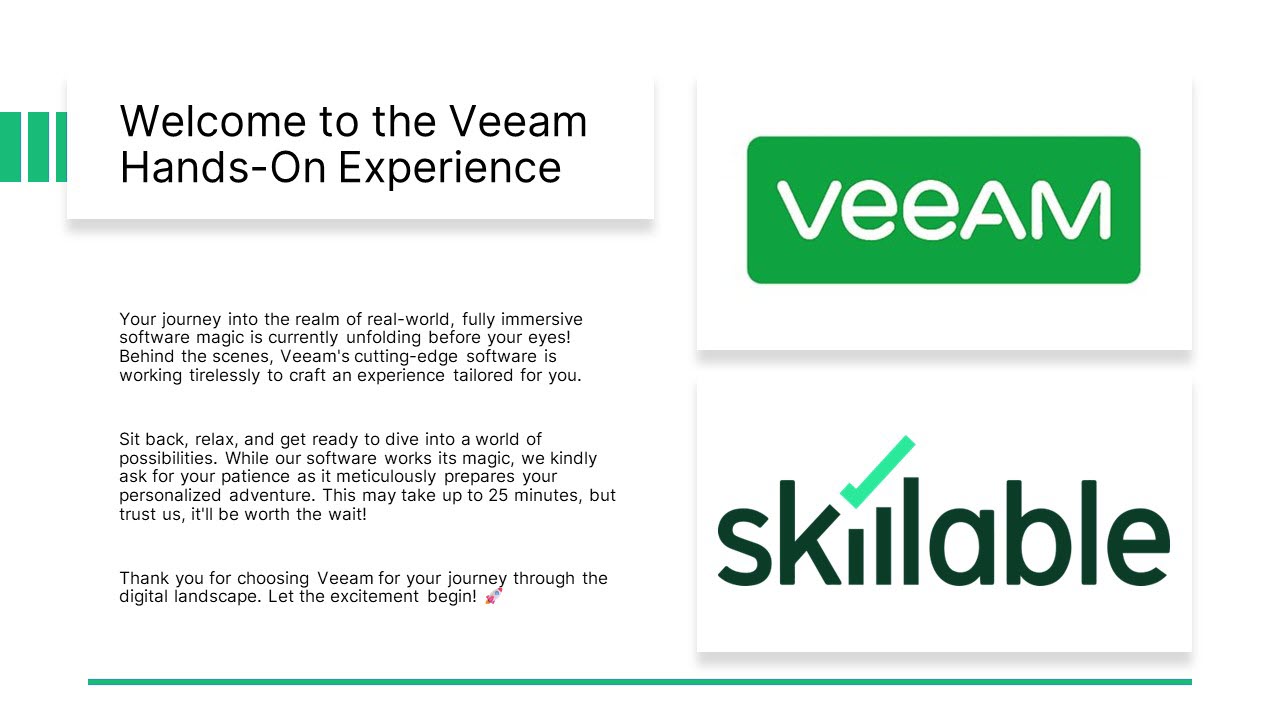 Welcome to the Veeam
Hands-On Experience
Your journey into the realm of real-world, fully immersive
software magic is currently unfolding before your eyes!
Behind the scenes, Veeam's cutting-edge software is
working tirelessly to craft an experience tailored for you.
Sit back, relax, and get ready to dive into a world of
possibilities. While our software works its magic, we kindly
ask for your patience as it meticulously prepares your
personalized adventure. This may take up to 25 minutes, but
trust us, it'll be worth the wait!
Thank you for choosing Veeam for your journey through the
digital landscape. Let the excitement begin! 🚀
veeAM
skillable